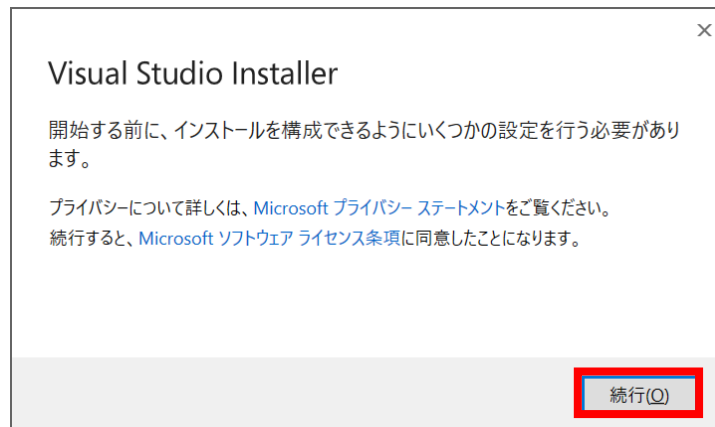 Visual Studio Installer
開始する前に、インストールを構成できるようにいくつかの設定を行う必要があり
ます。
プライバシーについて詳しくは、Microsoft プライバシー ステートメントをご覧ください。
続行すると、Microsoft ソフトウェア ライセンス条項に同意したことになります。
続行(O)